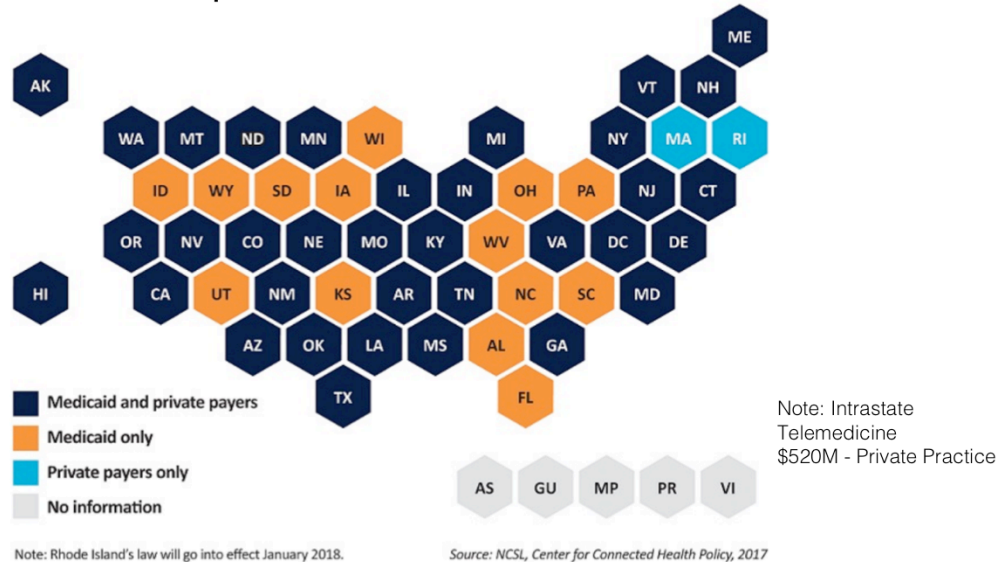 ME
AK
VT NH
WA MT ND MN WI MI NY MA RI
ID WY SD IA IL IN OH PA NJ CT
OR NV CO NE MO KY WV VA DC DE
HI CA UT NM KS AR TN NC SC MD
AZ OK LA MS AL GA
TX FL
Medicaid and private payers
Medicaid only
Private payers only
No information
AS GU MP PR VI
Note: Intrastate
Telemedicine
$520M - Private Practice
Note: Rhode Island's law will go into effect January 2018.
Source: NCSL, Center for Connected Health Policy, 2017